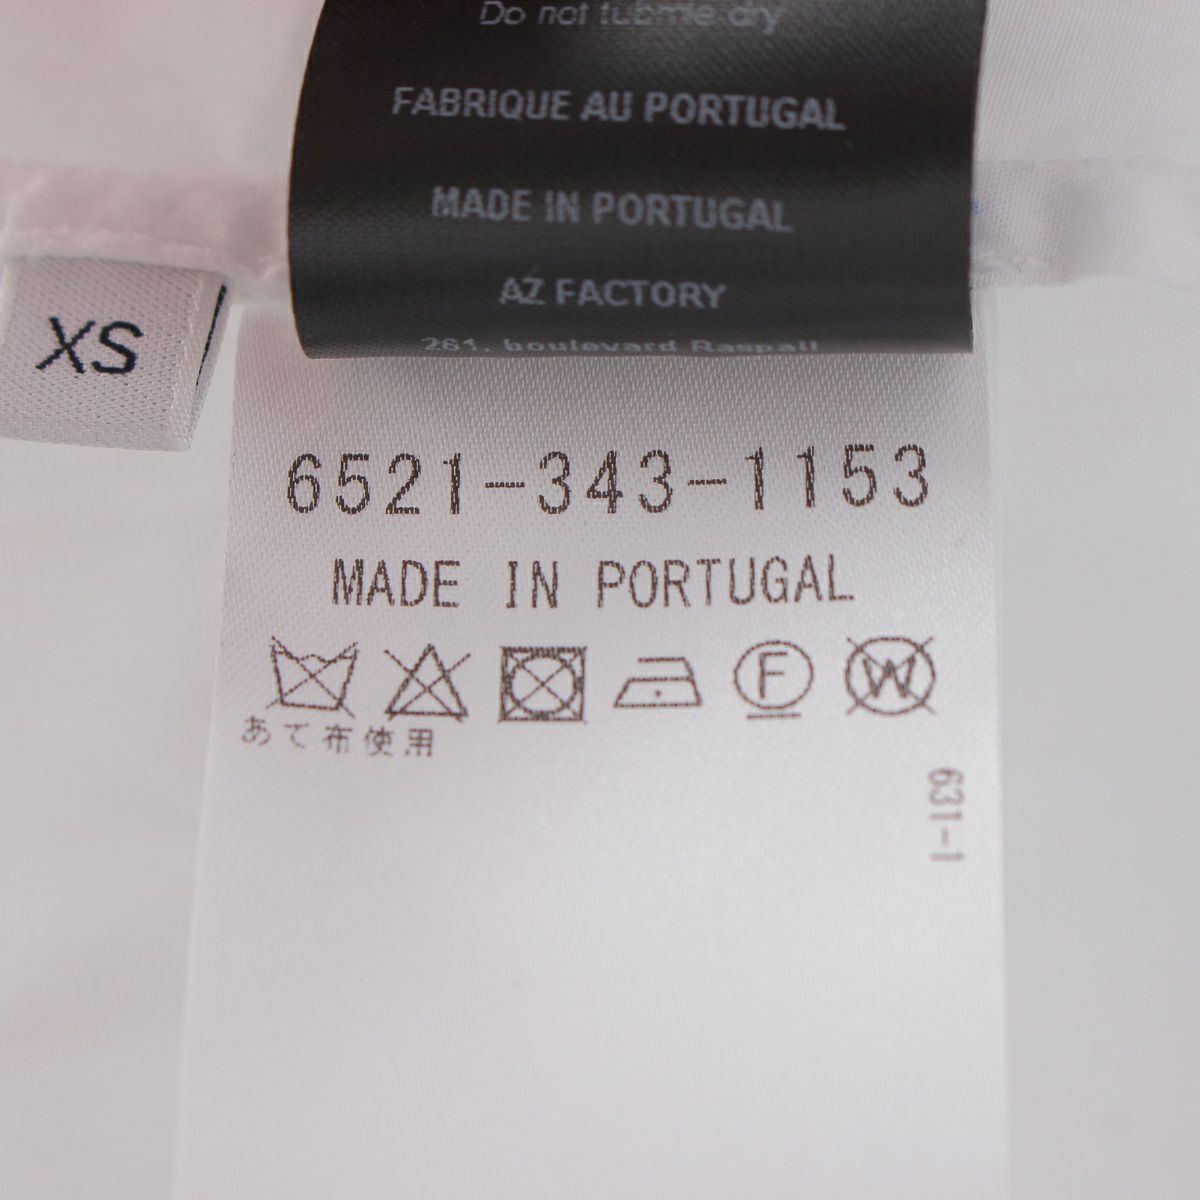 Do not tubmle dry
FABRIQUE AU PORTUGAL
MADE IN PORTUGAL
AZ FACTORY
261, boulevard Raspail
XS
6521-343-1153
MADE IN PORTUGAL
F W
あて布使用
631-1